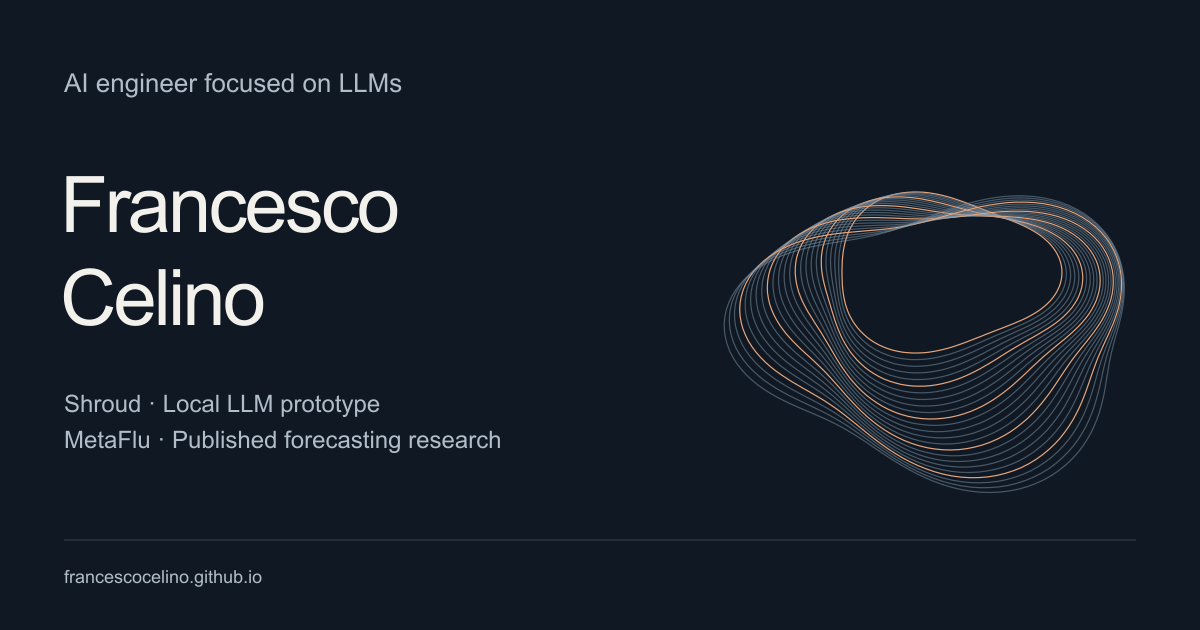 AI engineer focused on LLMs
Francesco
Celino
Shroud · Local LLM prototype
MetaFlu · Published forecasting research
francescocelino.github.io